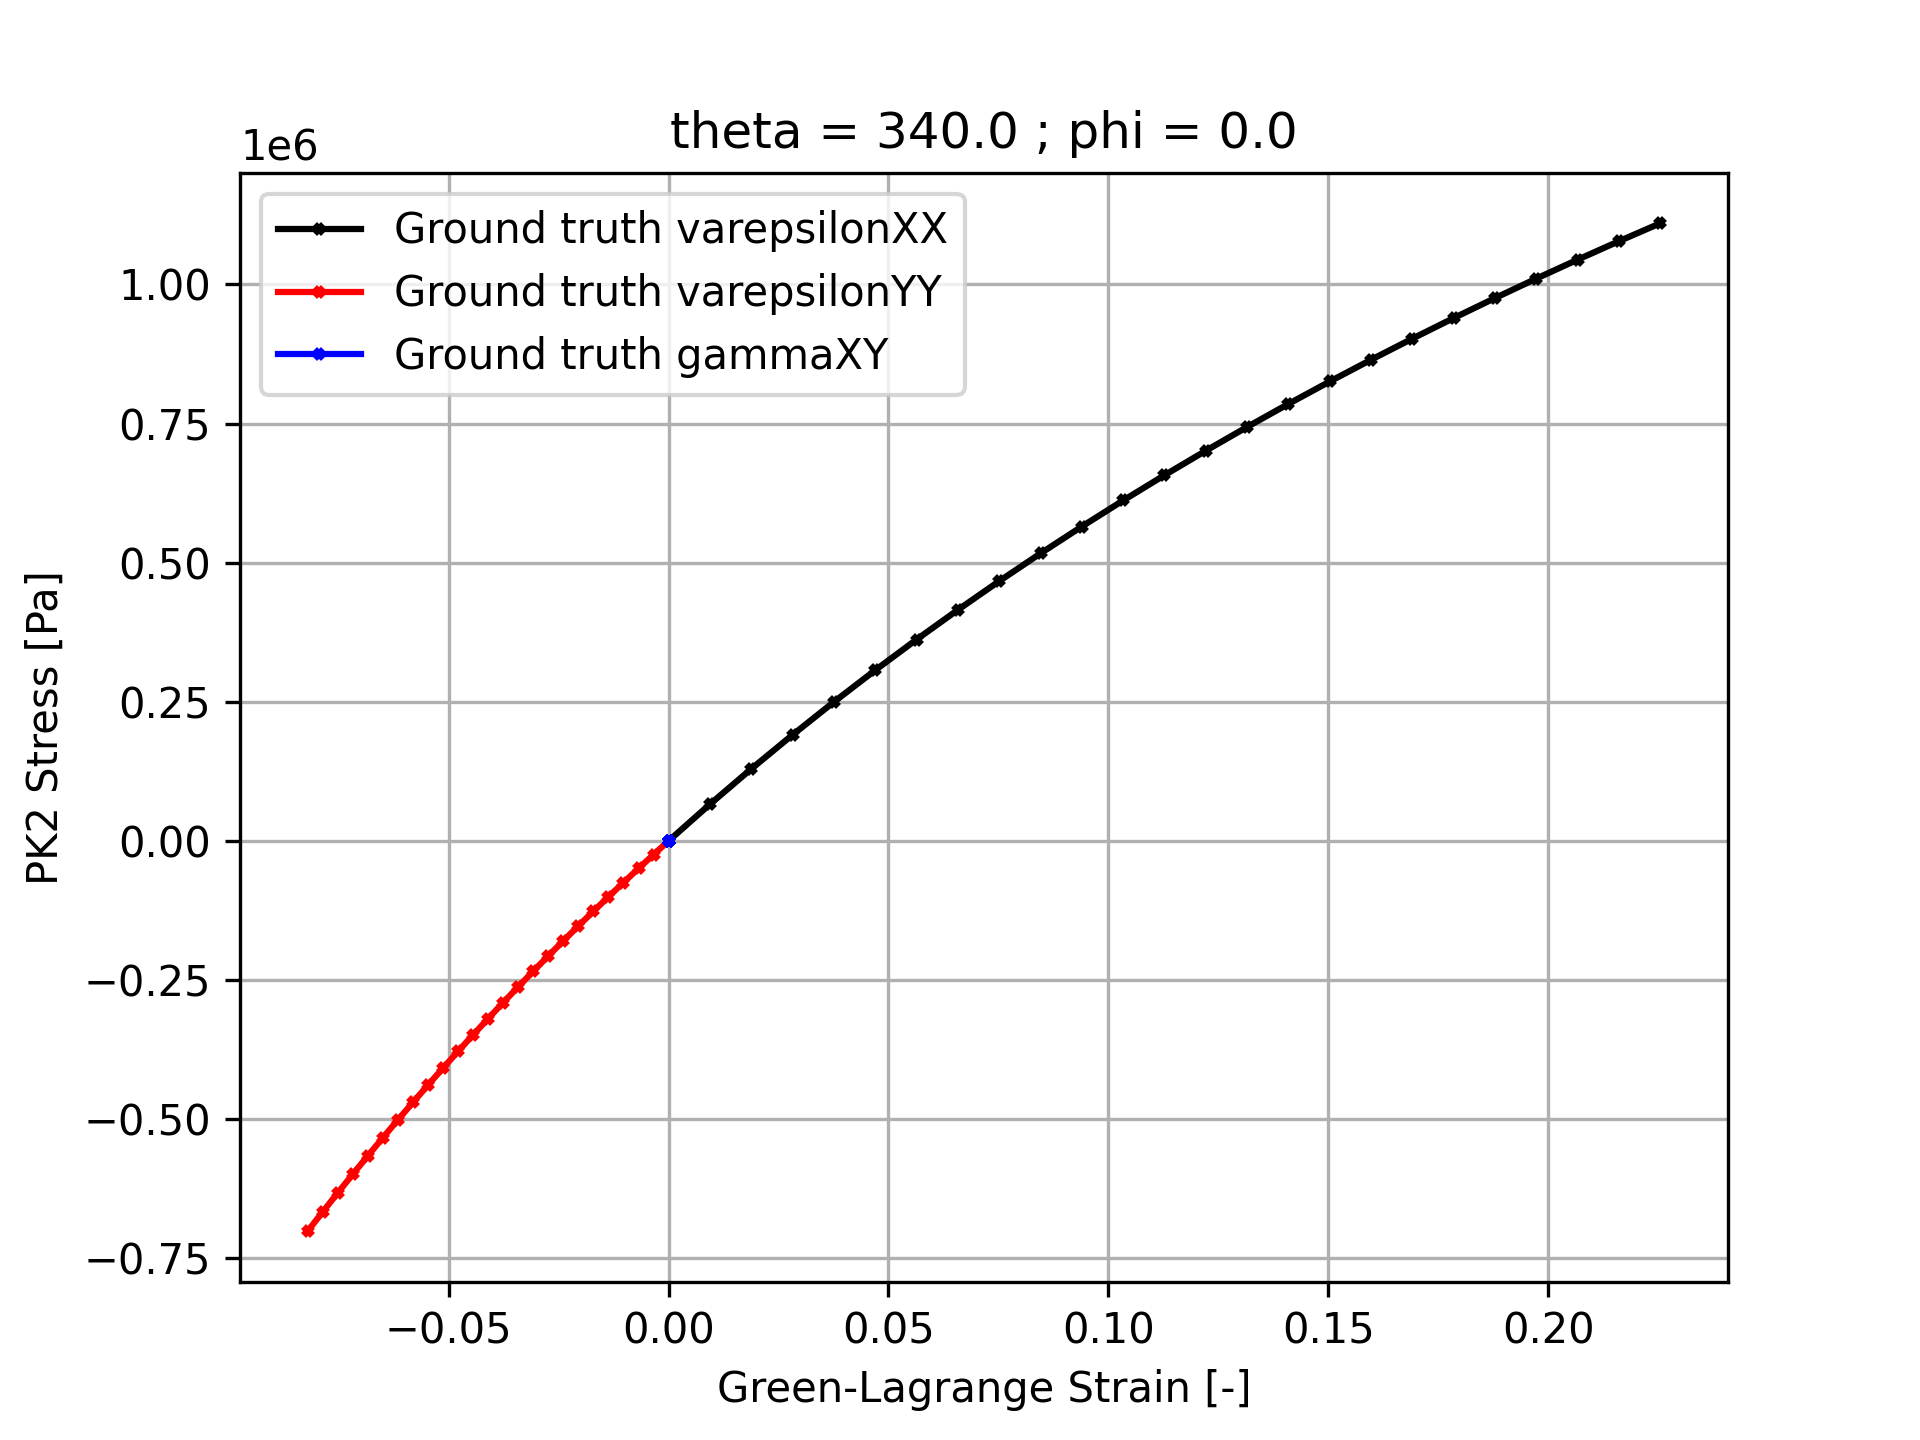 theta = 340.0 ; phi = 0.0
1e6
Ground truth varepsilonXX
Ground truth varepsilonYY
Ground truth gammaXY
1.00
0.75
0.50
0.25
0.00
−0.25
−0.50
−0.75
PK2 Stress [Pa]
−0.05 0.00 0.05 0.10 0.15 0.20
Green-Lagrange Strain [-]